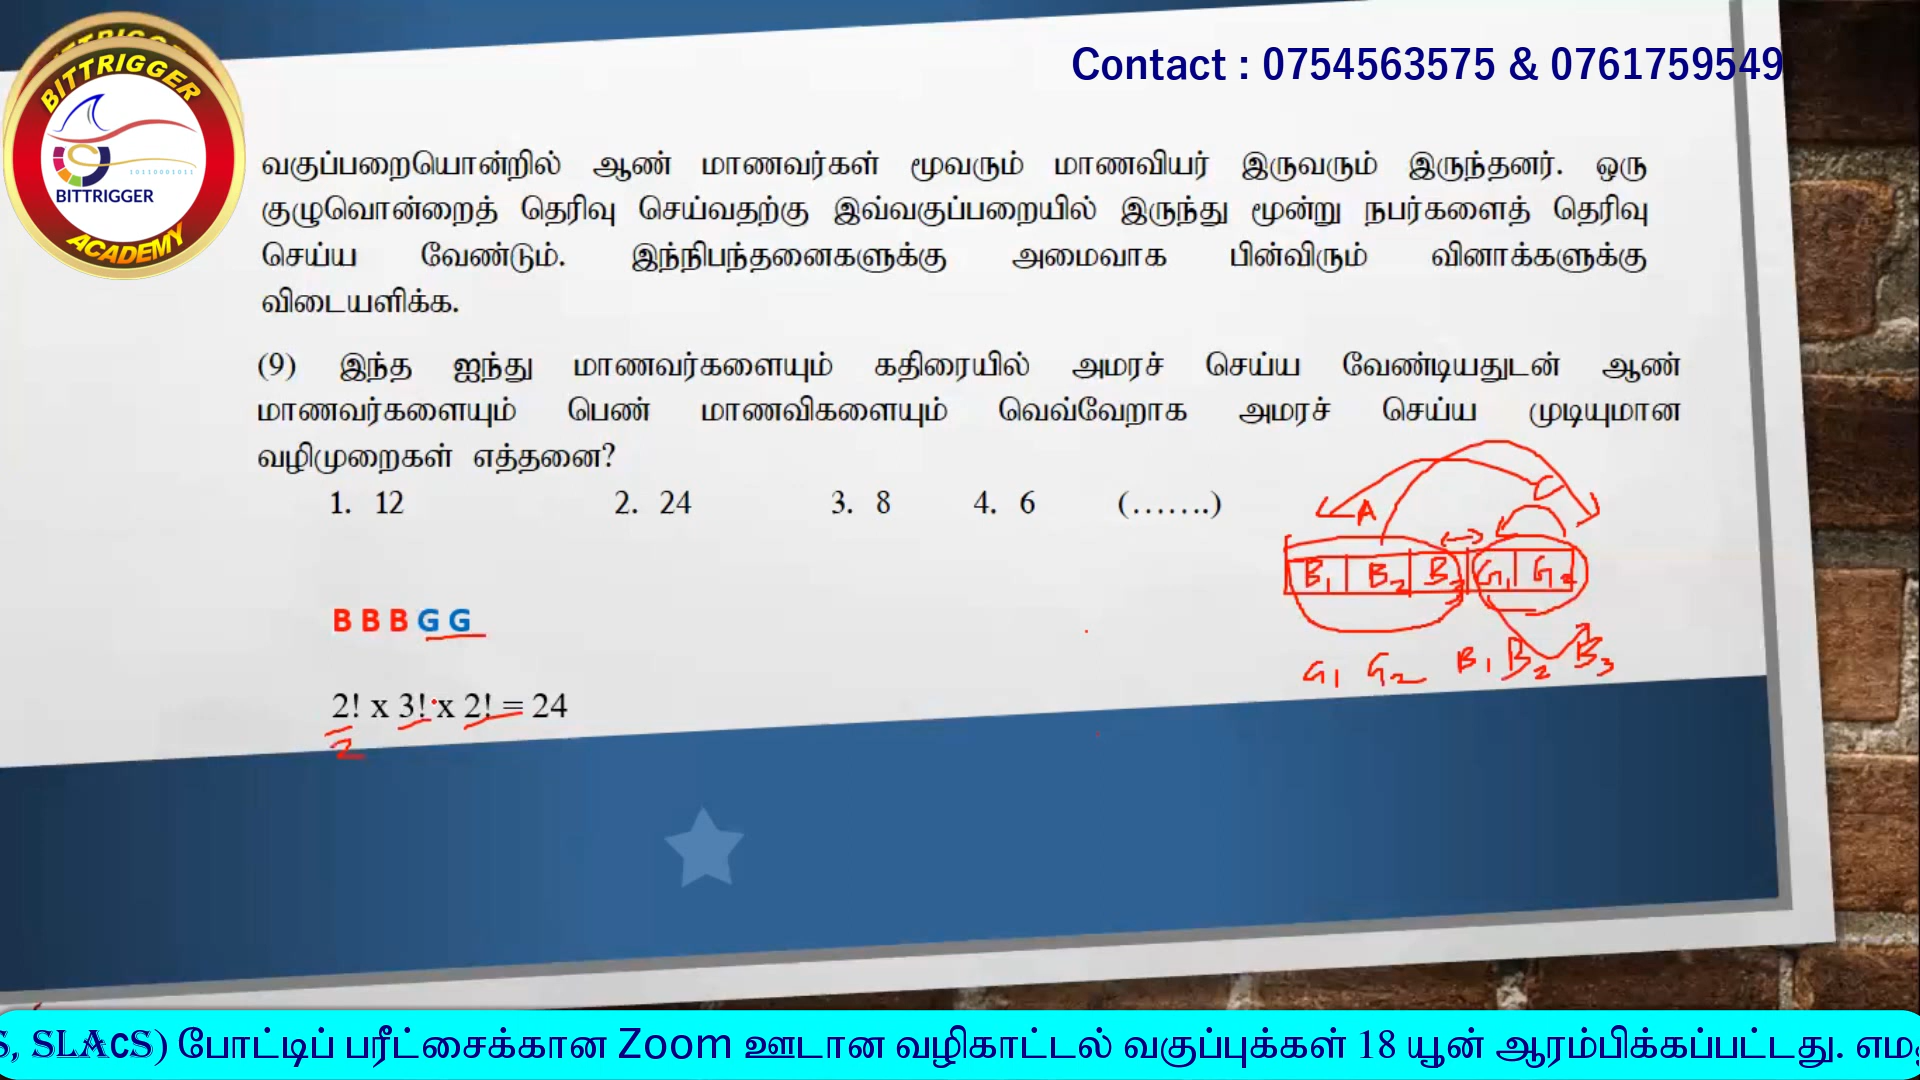 BITTRIGGER
BITTRIGGER
10110001011
BITTRIGGER
ACADEMY
Contact : 0754563575 & 0761759549
வகுப்பறையொன்றில் ஆண் மாணவர்கள் மூவரும் மாணவியர் இருவரும் இருந்தனர். ஒரு
குழுவொன்றைத் தெரிவு செய்வதற்கு இவ்வகுப்பறையில் இருந்து மூன்று நபர்களைத் தெரிவு
செய்ய வேண்டும். இந்நிபந்தனைகளுக்கு அமைவாக பின்விரும் வினாக்களுக்கு
விடையளிக்க.
(9) இந்த ஐந்து மாணவர்களையும் கதிரையில் அமரச் செய்ய வேண்டியதுடன் ஆண்
மாணவர்களையும் பெண் மாணவிகளையும் வெவ்வேறாக அமரச் செய்ய முடியுமான
வழிமுறைகள் எத்தனை?
1. 12 2. 24 3. 8 4. 6 (.......)
A
B1 B2 B3 G1 G2
B B B G G
G1 G2 B1 B2 B3
2! x 3! x 2! = 24
2
S, SLAcS) போட்டிப் பரீட்சைக்கான Zoom ஊடான வழிகாட்டல் வகுப்புக்கள் 18 யூன் ஆரம்பிக்கப்பட்டது. எம